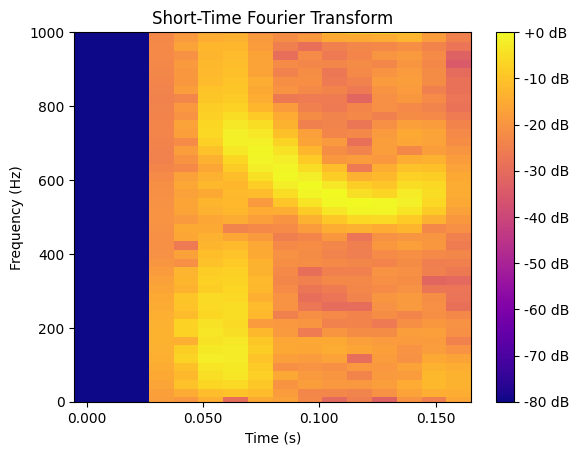 Short-Time Fourier Transform
1000
800
600
400
200
0
Frequency (Hz)
0.000
0.050
0.100
0.150
Time (s)
+0 dB
-10 dB
-20 dB
-30 dB
-40 dB
-50 dB
-60 dB
-70 dB
-80 dB